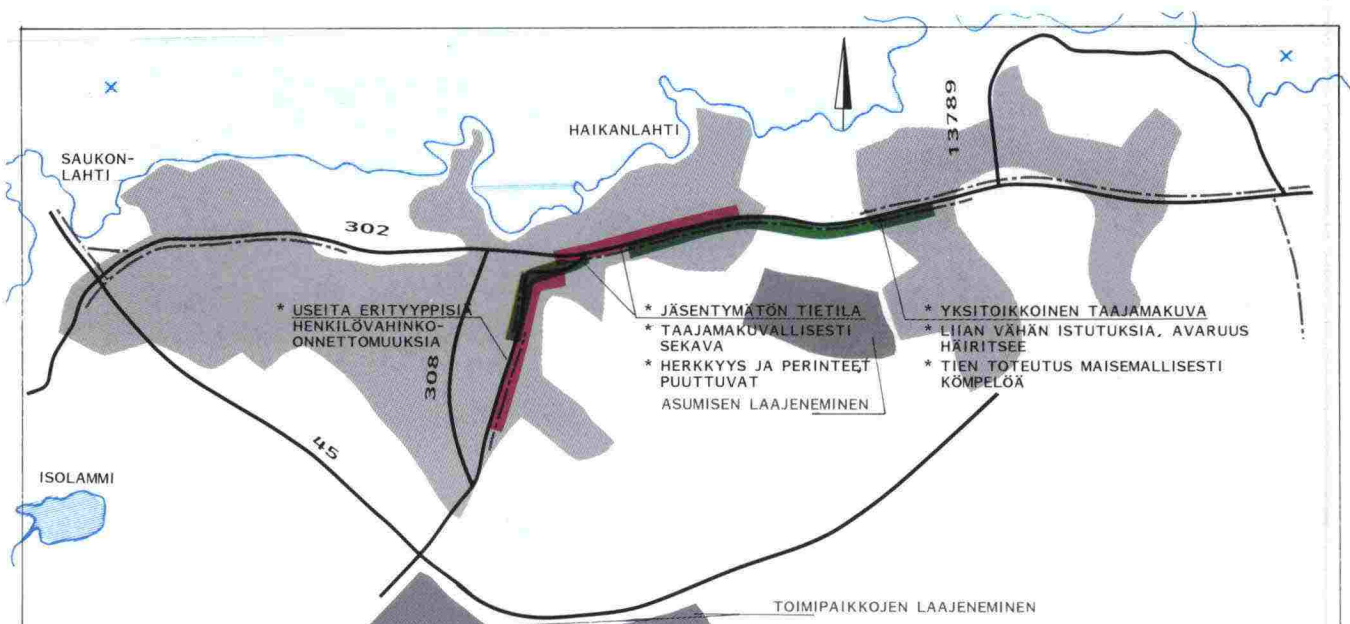 13789
HAIKANLAHTI
SAUKON-
LAHTI
302
* USEITA ERITYYPPISIÄ
HENKILÖVAHINKO-
ONNETTOMUUKSIA
* JÄSENTYMÄTÖN TIETILA
* TAAJAMAKUVALLISESTI
SEKAVA
* HERKKYYS JA PERINTEET
PUUTTUVAT
ASUMISEN LAAJENEMINEN
* YKSITOIKKOINEN TAAJAMAKUVA
* LIIAN VÄHÄN ISTUTUKSIA, AVARUUS
HÄIRITSEE
* TIEN TOTEUTUS MAISEMALLISESTI
KÖMPELÖÄ
308
45
ISOLAMMI
TOIMIPAIKKOJEN LAAJENEMINEN